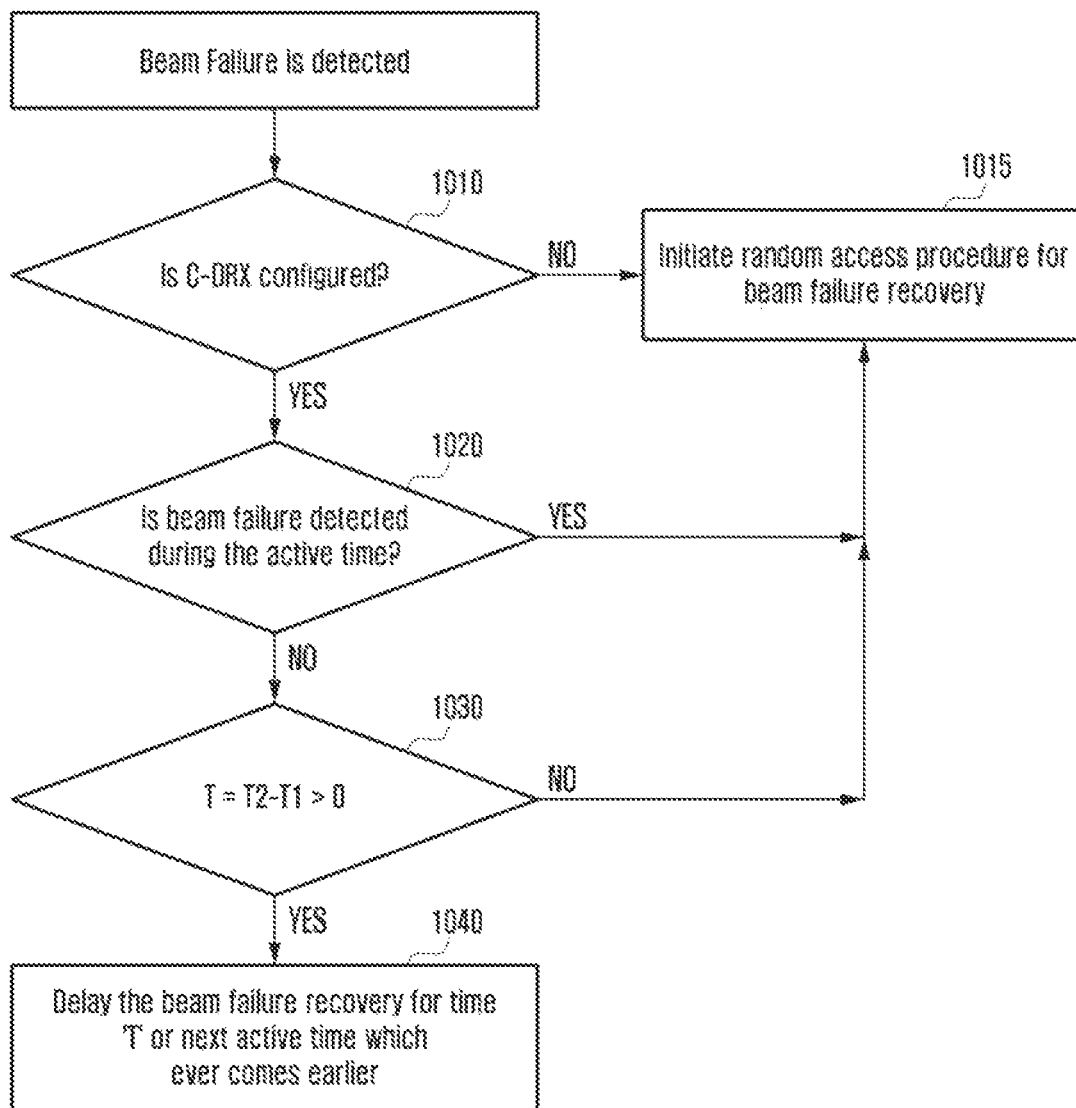 Beam Failure is detected
1010
Is C-DRX configured?
NO
1015
Initiate random access procedure for
beam failure recovery
YES
1020
Is beam failure detected
during the active time?
YES
NO
1030
T = T2-T1 > 0
NO
YES
1040
Delay the beam failure recovery for time
'T' or next active time which
ever comes earlier